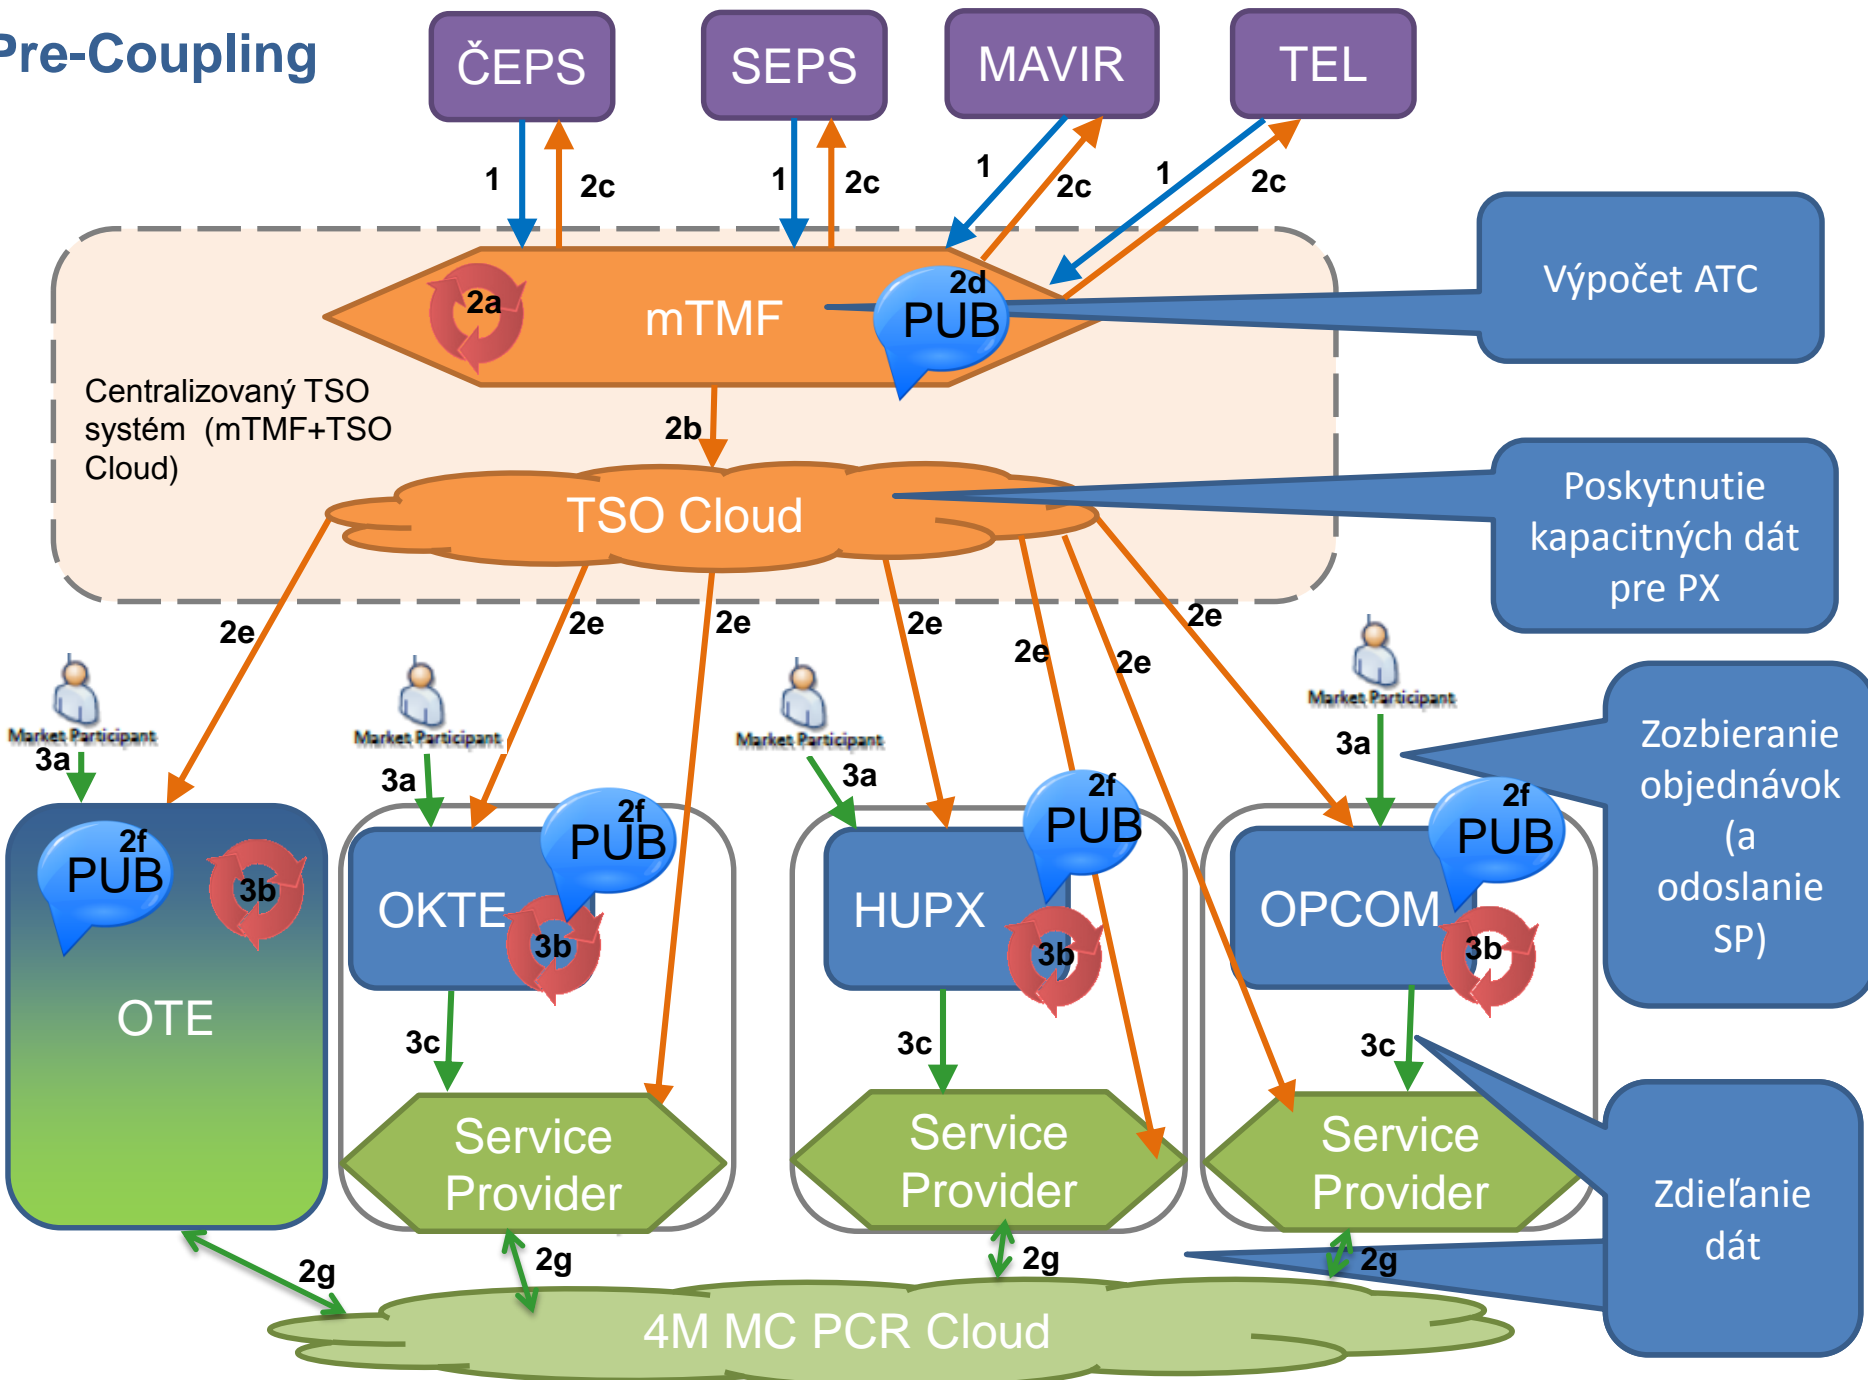 Pre-Coupling
ČEPS
SEPS
MAVIR
TEL
1
2c
1
2c
1
2c
1
2c
Výpočet ATC
2a
mTMF
2d
PUB
Centralizovaný TSO
systém (mTMF+TSO
Cloud)
2b
TSO Cloud
Poskytnutie
kapacitných dát
pre PX
2e
2e
2e
2e
2e
2e
2e
Market Participant
Market Participant
Market Participant
Market Participant
3a
3a
3a
3a
Zozbieranie
objednávok
(a
odoslanie
SP)
2f
PUB
3b
OTE
2f
PUB
OKTE
3b
2f
PUB
HUPX
3b
2f
PUB
OPCOM
3b
3c
3c
3c
Service
Provider
Service
Provider
Service
Provider
Zdieľanie
dát
2g
2g
2g
2g
4M MC PCR Cloud